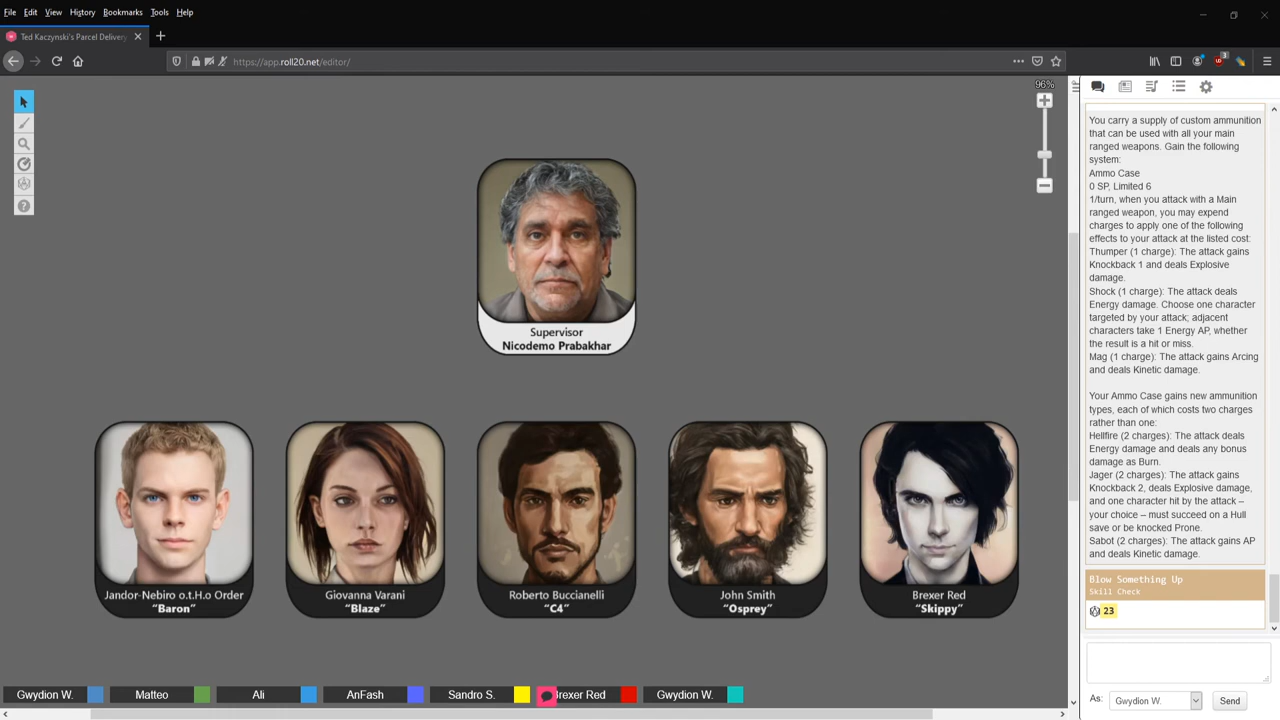 File Edit View History Bookmarks Tools Help
Ted Kaczynski's Parcel Delivery
https://app.roll20.net/editor/
3
96%
You carry a supply of custom ammunition
that can be used with all your main
ranged weapons. Gain the following
system:
Ammo Case
0 SP, Limited 6
1/turn, when you attack with a Main
ranged weapon, you may expend
charges to apply one of the following
effects to your attack at the listed cost:
Thumper (1 charge): The attack gains
Knockback 1 and deals Explosive
damage.
Shock (1 charge): The attack deals
Energy damage. Choose one character
targeted by your attack; adjacent
characters take 1 Energy AP, whether
the result is a hit or miss.
Mag (1 charge): The attack gains Arcing
and deals Kinetic damage.
Your Ammo Case gains new ammunition
types, each of which costs two charges
rather than one:
Hellfire (2 charges): The attack deals
Energy damage and deals any bonus
damage as Burn.
Jager (2 charges): The attack gains
Knockback 2, deals Explosive damage,
and one character hit by the attack –
your choice – must succeed on a Hull
save or be knocked Prone.
Sabot (2 charges): The attack gains AP
and deals Kinetic damage.
Blow Something Up
Skill Check
23
As: Gwydion W. Send
Supervisor
Nicodemo Prabakhar
Jandor-Nebiro o.t.H.o Order
“Baron”
Giovanna Varani
“Blaze”
Roberto Buccianelli
“C4”
John Smith
“Osprey”
Brexer Red
“Skippy”
Gwydion W. Matteo Ali AnFash Sandro S. Brexer Red Gwydion W.